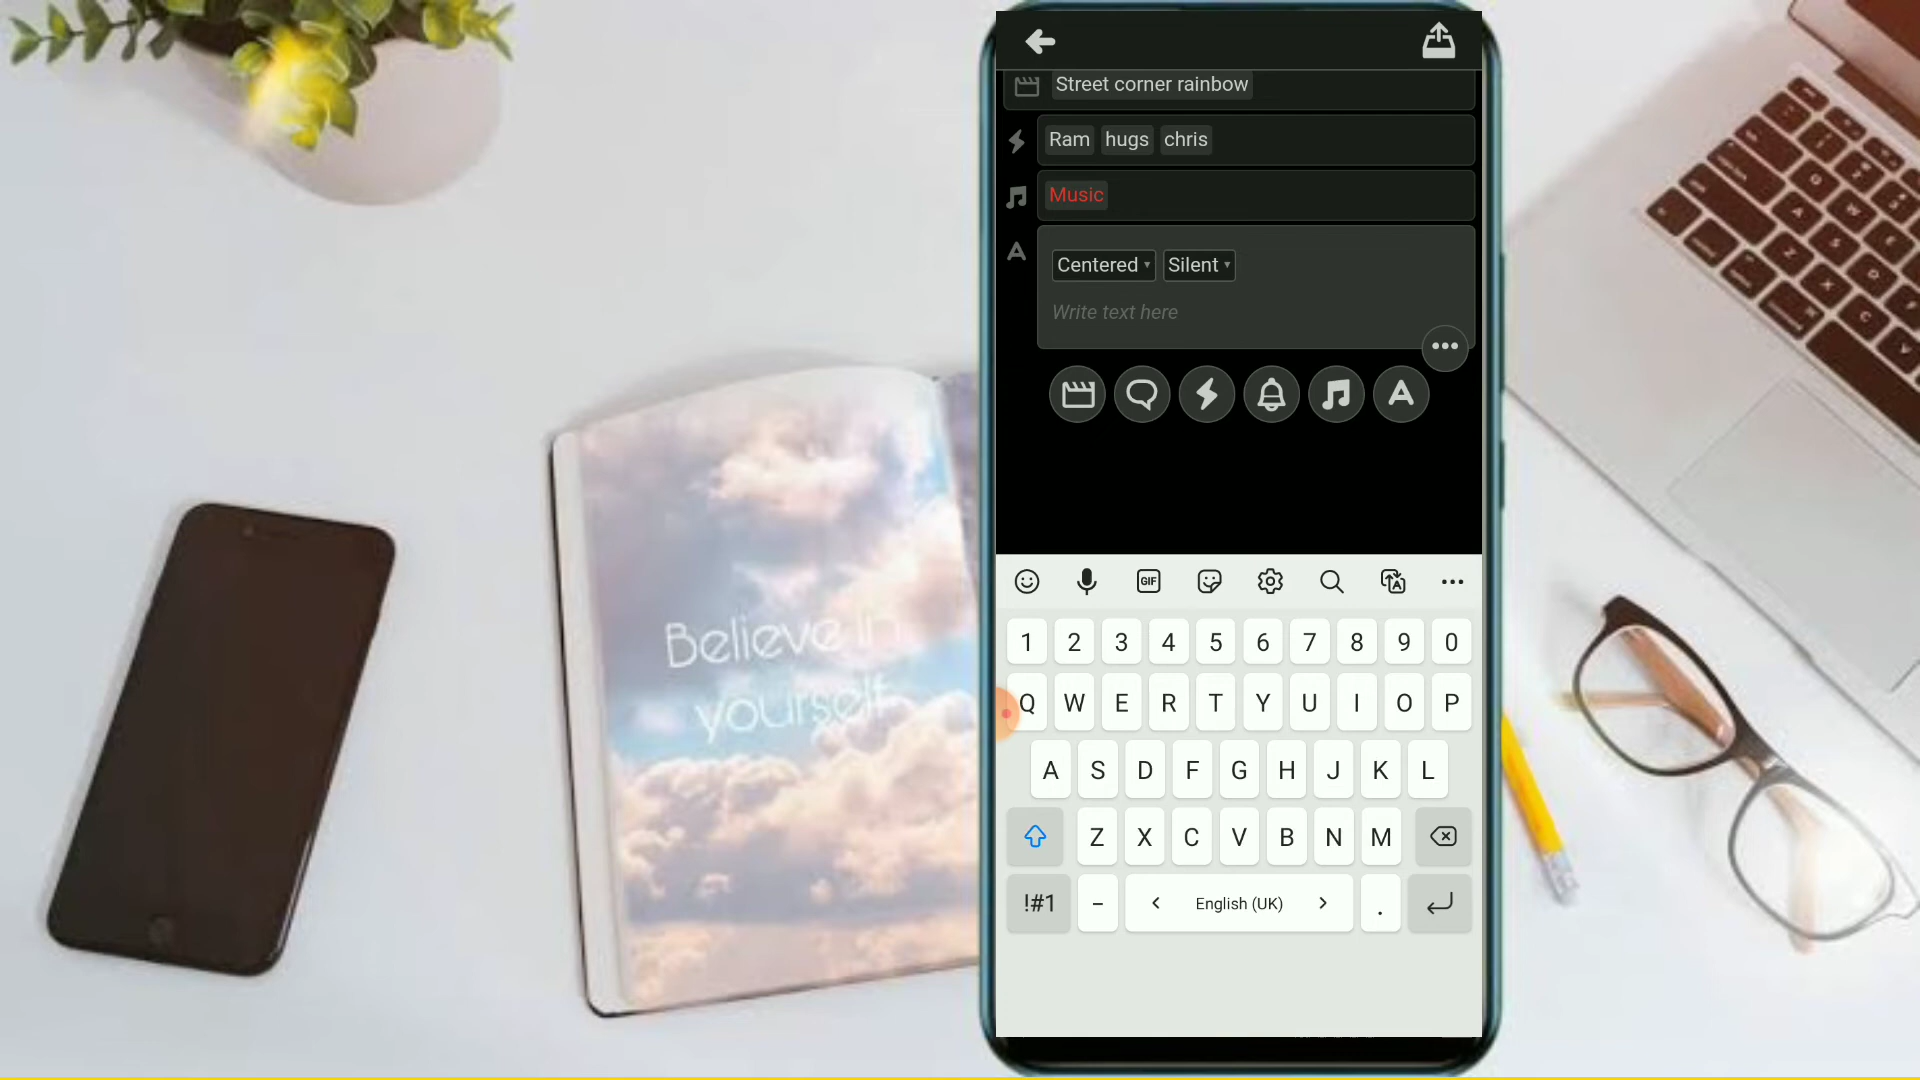 Street corner rainbow
Ram hugs chris
Music
Centered Silent
Write text here
Believe in
yourself
GIF
1 2 3 4 5 6 7 8 9 0
Q W E R T Y U I O P
A S D F G H J K L
Z X C V B N M
!#1 - < English (UK) > .